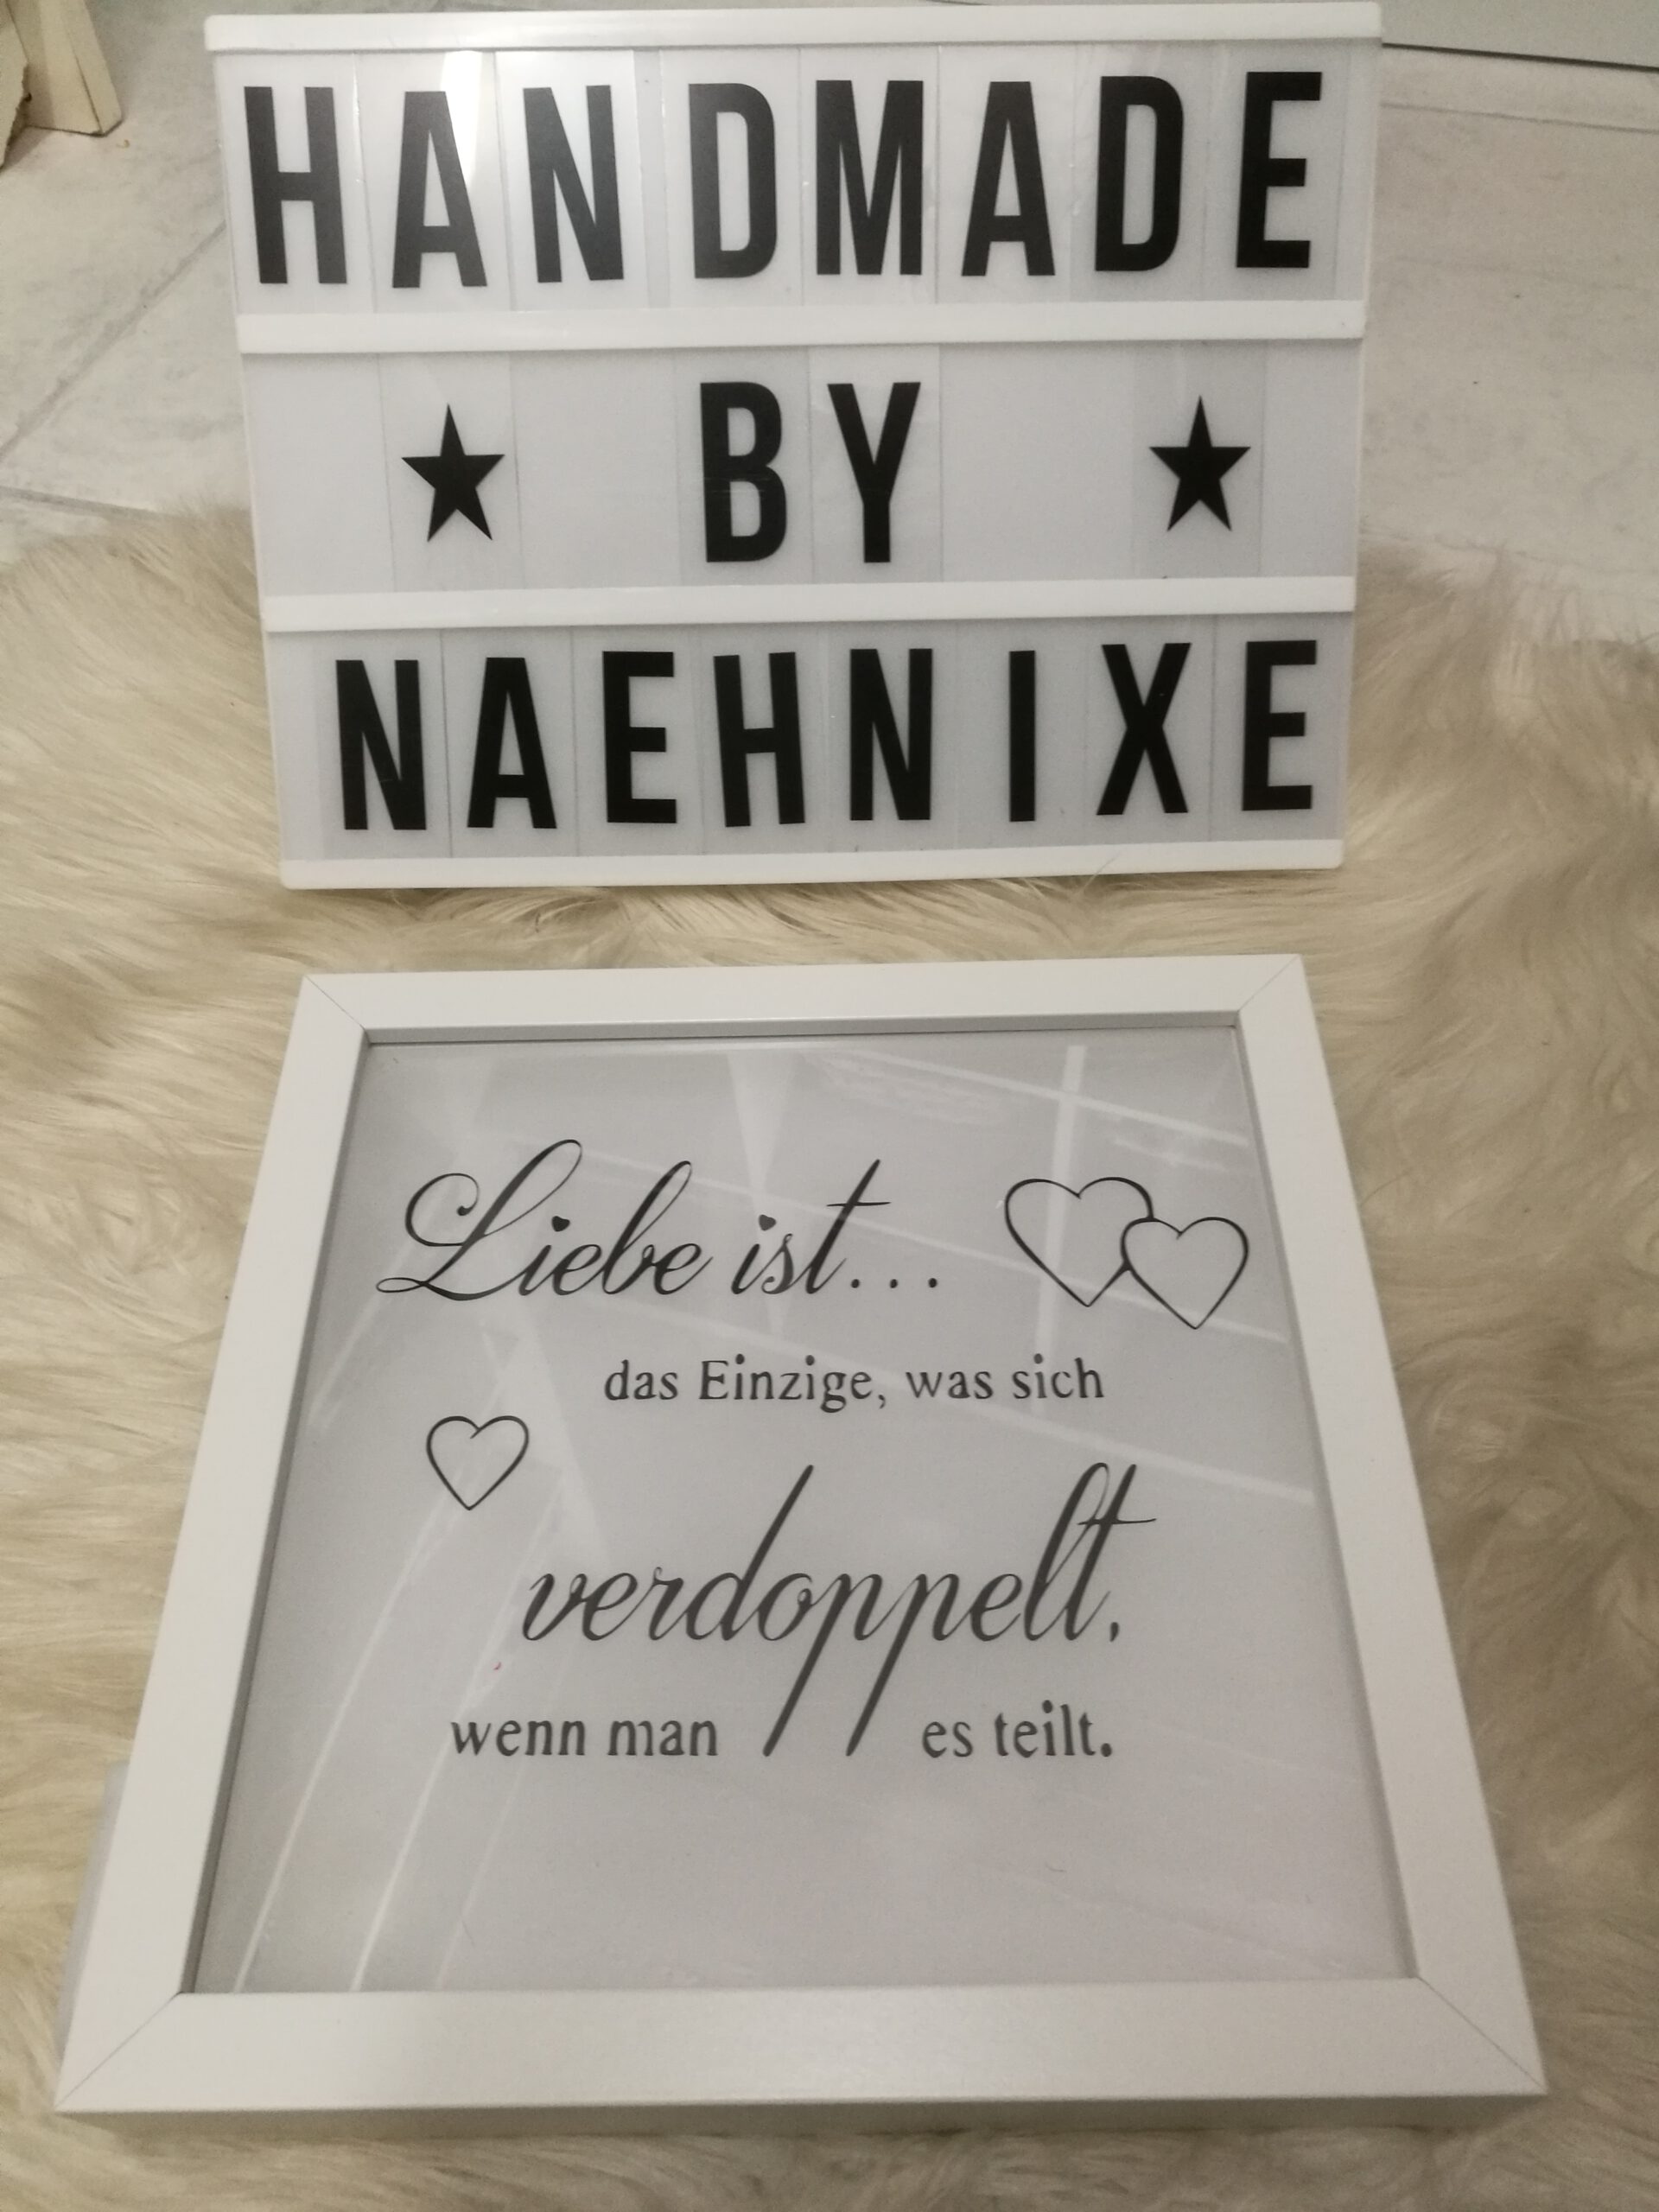 HANDMADE
★ BY ★
NAEHNIXE
Liebe ist...
das Einzige, was sich
verdoppelt,
wenn man es teilt.